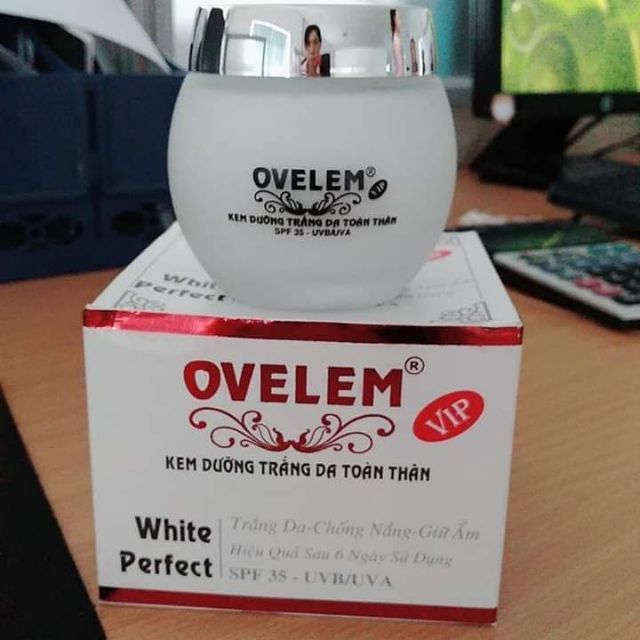 OVELEM® VIP
KEM DƯỠNG TRẮNG DA TOÀN THÂN
SPF 35 - UVB/UVA
White
Perfect
OVELEM®
VIP
KEM DƯỠNG TRẮNG DA TOÀN THÂN
White
Perfect
Trắng Da-Chống Nắng-Giữ Ẩm
Hiệu Quả Sau 6 Ngày Sử Dụng
SPF 35 - UVB/UVA